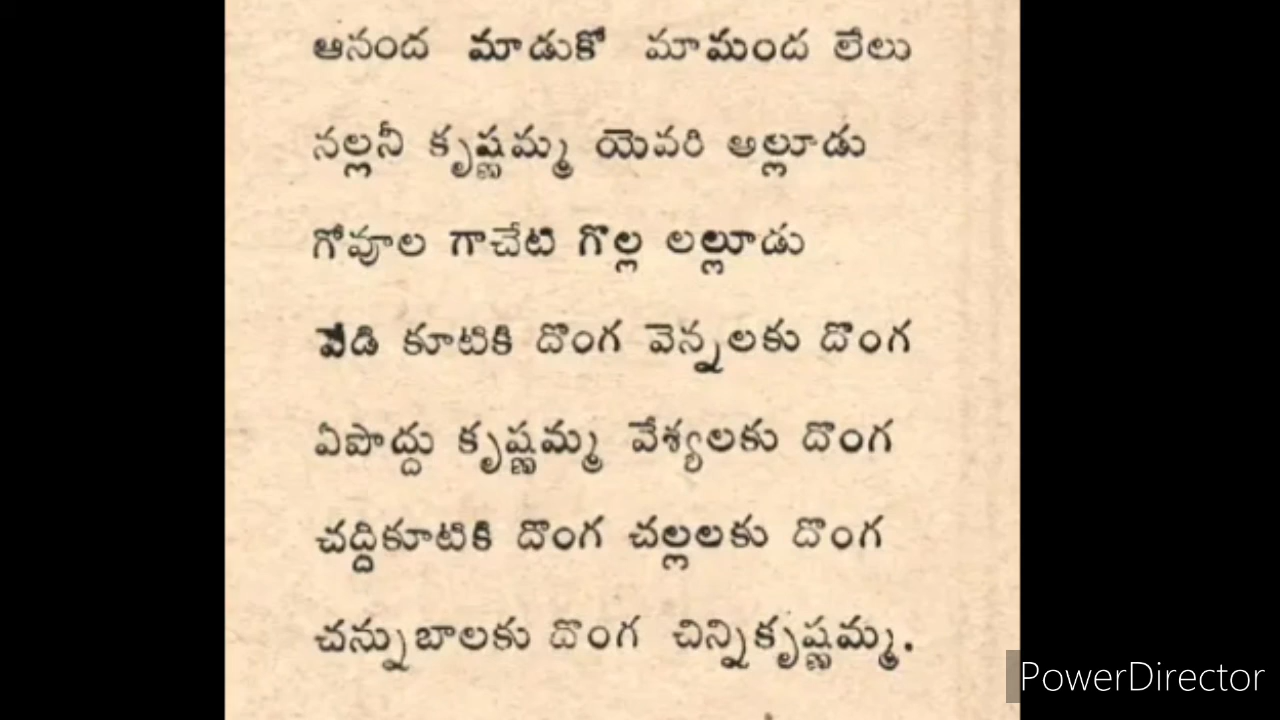 ఆనంద మాడుకో మామంద లేలు
నల్లనీ కృష్ణమ్మ యెవరి అల్లూడు
గోవూల గాచేటి గొల్ల లల్లూడు
వేడి కూటికి దొంగ వెన్నలకు దొంగ
ఏపొద్దు కృష్ణమ్మ వేశ్యలకు దొంగ
చద్దికూటికి దొంగ చల్లలకు దొంగ
చన్నుబాలకు దొంగ చిన్నికృష్ణమ్మ.
PowerDirector